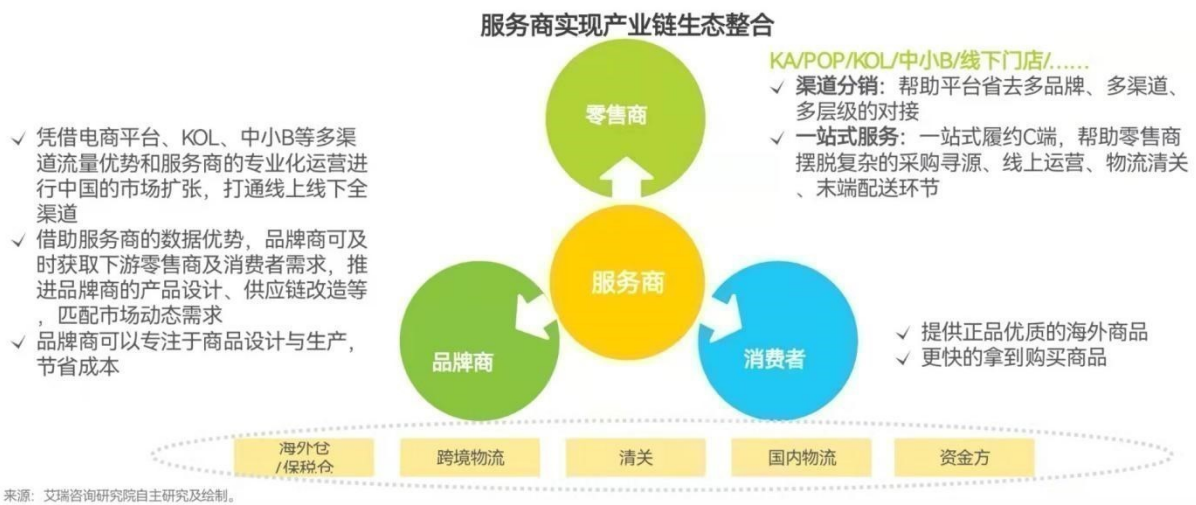 服务商实现产业链生态整合
KA/POP/KOL/中小B/线下门店/……
✓ 渠道分销：帮助平台省去多品牌、多渠道、
多层级的对接
✓ 一站式服务：一站式履约C端，帮助零售商
摆脱复杂的采购寻源、线上运营、物流清关
、末端配送环节
零售商
✓ 凭借电商平台、KOL、中小B等多渠
道流量优势和服务商的专业化运营进
行中国的市场扩张，打通线上线下全
渠道
✓ 借助服务商的数据优势，品牌商可及
时获取下游零售商及消费者需求，推
进品牌商的产品设计、供应链改造等
，匹配市场动态需求
✓ 品牌商可以专注于商品设计与生产，
节省成本
服务商
品牌商
消费者
✓ 提供正品优质的海外商品
✓ 更快的拿到购买商品
海外仓
/保税仓
跨境物流
清关
国内物流
资金方
来源：艾瑞咨询研究院自主研究及绘制。